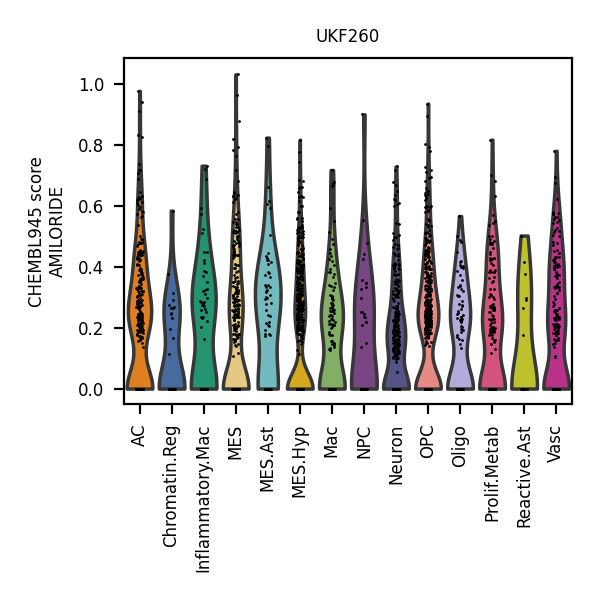 UKF260
CHEMBL945 score
AMILORIDE
1.0
0.8
0.6
0.4
0.2
0.0
AC
Chromatin.Reg
Inflammatory.Mac
MES
MES.Ast
MES.Hyp
Mac
NPC
Neuron
OPC
Oligo
Prolif.Metab
Reactive.Ast
Vasc